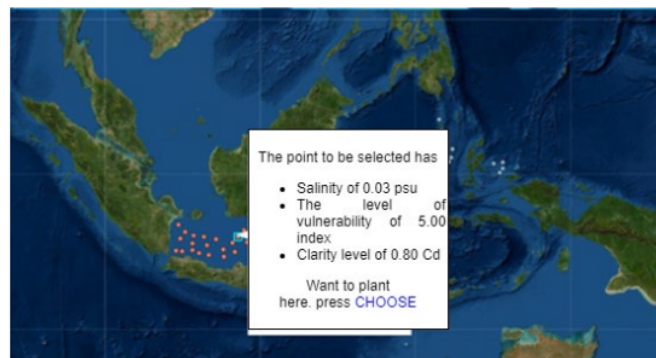 The point to be selected has
• Salinity of 0.03 psu
• The level of
vulnerability of 5.00
index
• Clarity level of 0.80 Cd
Want to plant
here. press CHOOSE